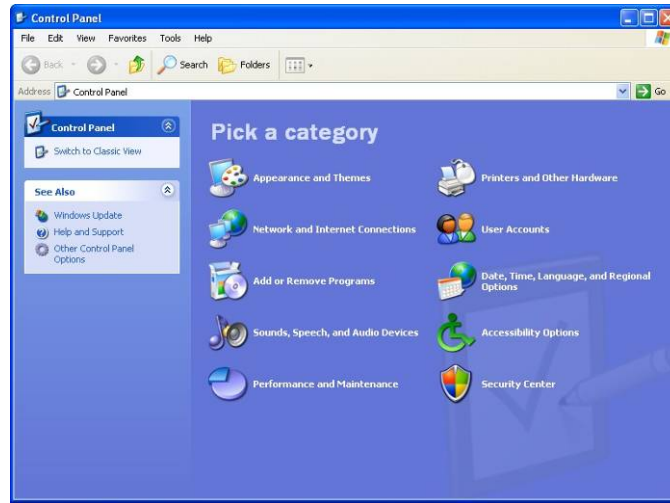 Control Panel
File Edit View Favorites Tools Help
Back Search Folders
Address Control Panel Go
Control Panel
Switch to Classic View
See Also
Windows Update
Help and Support
Other Control Panel
Options
Pick a category
Appearance and Themes
Printers and Other Hardware
Network and Internet Connections
User Accounts
Add or Remove Programs
Date, Time, Language, and Regional
Options
Sounds, Speech, and Audio Devices
Accessibility Options
Performance and Maintenance
Security Center